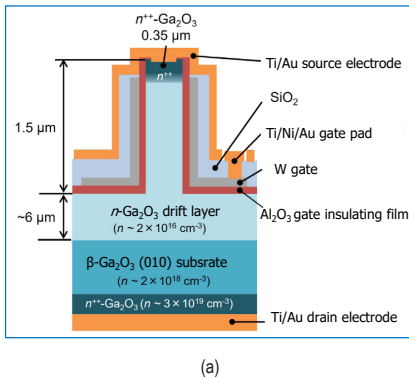 n++-Ga2O3
0.35 μm
n++
Ti/Au source electrode
SiO2
1.5 μm
Ti/Ni/Au gate pad
W gate
Al2O3 gate insulating film
~6 μm
n-Ga2O3 drift layer
(n ~ 2 × 10¹⁶ cm-3)
β-Ga2O3 (010) subsrate
(n ~ 2 × 10¹⁸ cm-3)
n++-Ga2O3 (n ~ 3 × 10¹⁹ cm-3)
Ti/Au drain electrode
(a)